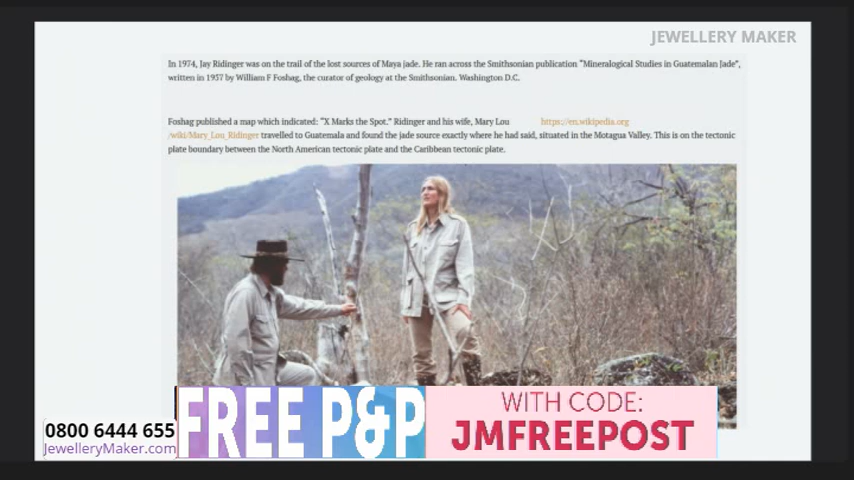 JEWELLERY MAKER
In 1974, Jay Ridinger was on the trail of the lost sources of Maya jade. He ran across the Smithsonian publication "Mineralogical Studies in Guatemalan Jade",
written in 1957 by William F Foshag, the curator of geology at the Smithsonian. Washington D.C.
Foshag published a map which indicated: "X Marks the Spot." Ridinger and his wife, Mary Lou https://en.wikipedia.org
/wiki/Mary_Lou_Ridinger travelled to Guatemala and found the jade source exactly where he had said, situated in the Motagua Valley. This is on the tectonic
plate boundary between the North American tectonic plate and the Caribbean tectonic plate.
0800 6444 655
JewelleryMaker.com
FREE P&P
WITH CODE:
JMFREEPOST